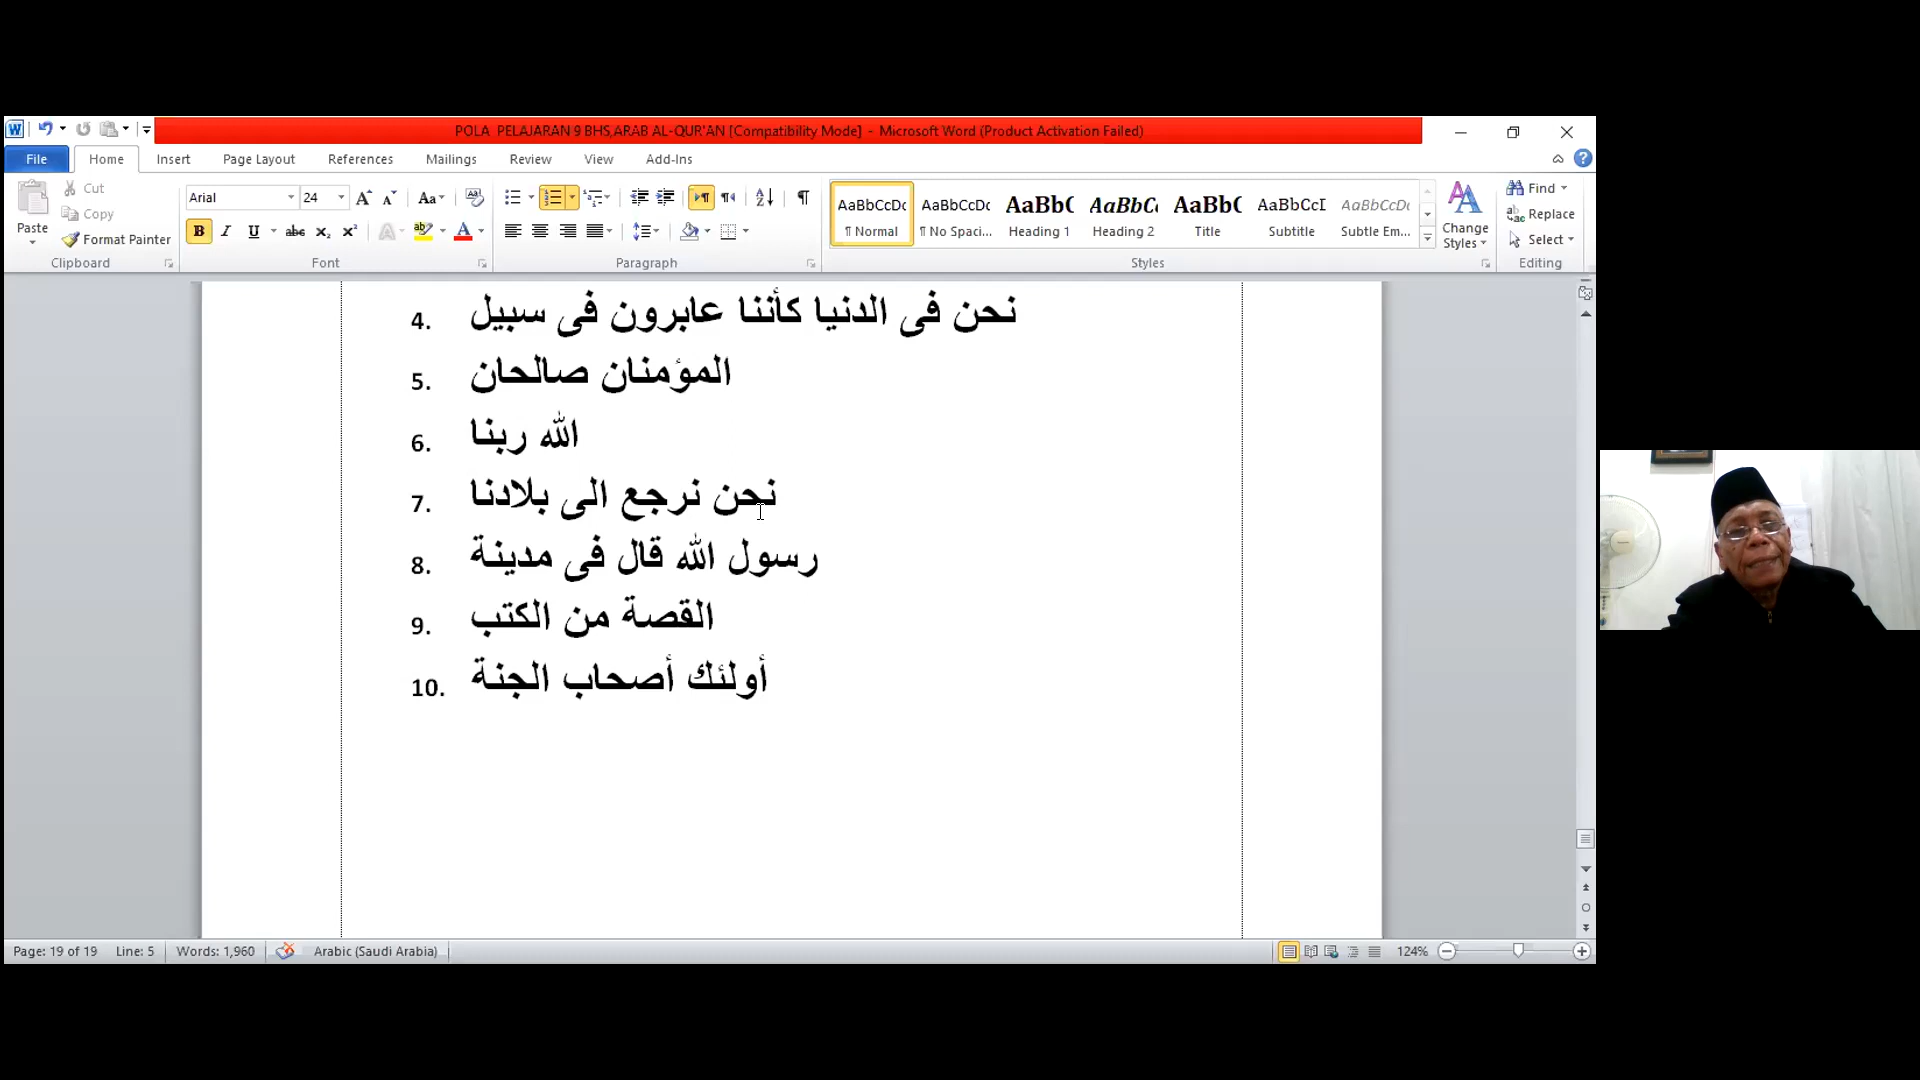 POLA PELAJARAN 9 BHS,ARAB AL-QUR'AN [Compatibility Mode] - Microsoft Word (Product Activation Failed)
File Home Insert Page Layout References Mailings Review View Add-Ins
Cut
Copy
Paste
Format Painter
Clipboard
Arial 24
Font
Paragraph
AaBbCcDc AaBbCcDc AaBbC AaBbC AaBbC AaBbCcI AaBbCcDc
¶ Normal ¶ No Spaci... Heading 1 Heading 2 Title Subtitle Subtle Em...
Styles
Change Styles
Find
Replace
Select
Editing
4. نحن فى الدنيا كأننا عابرون فى سبيل
5. المؤمنان صالحان
6. الله ربنا
7. نحن نرجع الى بلادنا
8. رسول الله قال فى مدينة
9. القصة من الكتب
10. أولئك أصحاب الجنة
Page: 19 of 19 Line: 5 Words: 1,960 Arabic (Saudi Arabia) 124%